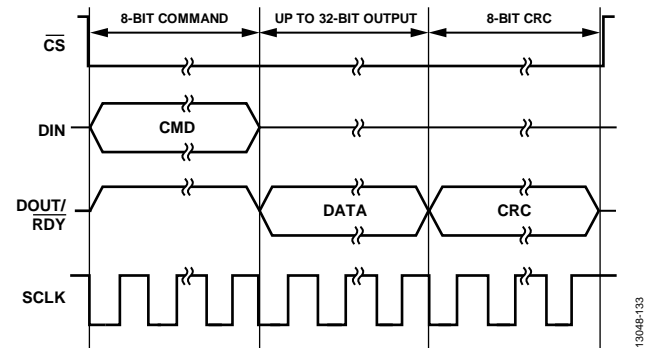 8-BIT COMMAND
UP TO 32-BIT OUTPUT
8-BIT CRC
CS
DIN
CMD
DOUT/
RDY
DATA
CRC
SCLK
13048-133